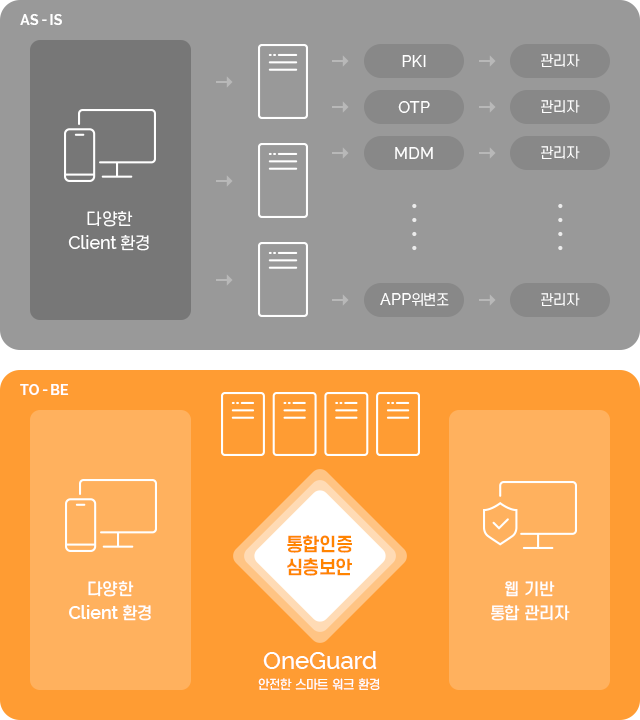 AS - IS
다양한
Client 환경
PKI
관리자
OTP
관리자
MDM
관리자
APP위변조
관리자
TO - BE
다양한
Client 환경
통합인증
심층보안
OneGuard
안전한 스마트 워크 환경
웹 기반
통합 관리자